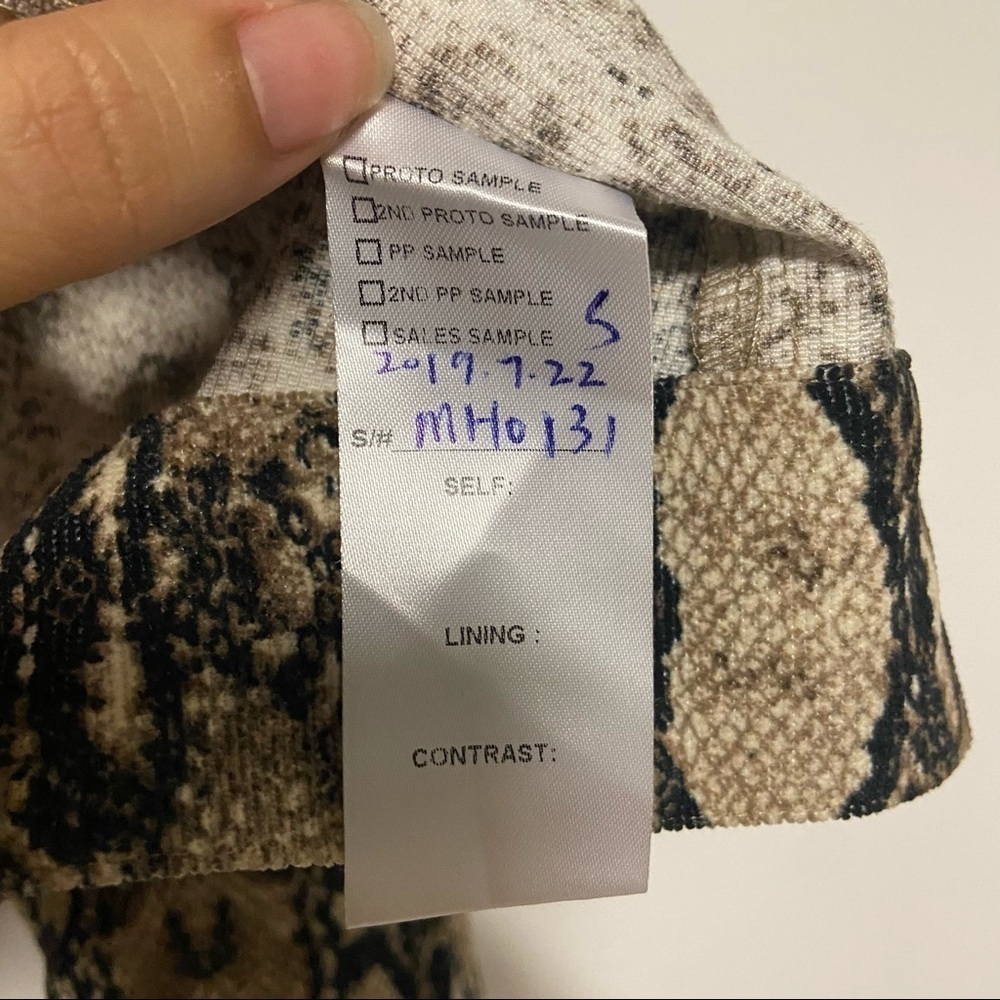 PROTO SAMPLE
2ND PROTO SAMPLE
PP SAMPLE
2ND PP SAMPLE
SALES SAMPLE S
2019.7.22
S/# MH0131
SELF:
LINING :
CONTRAST: